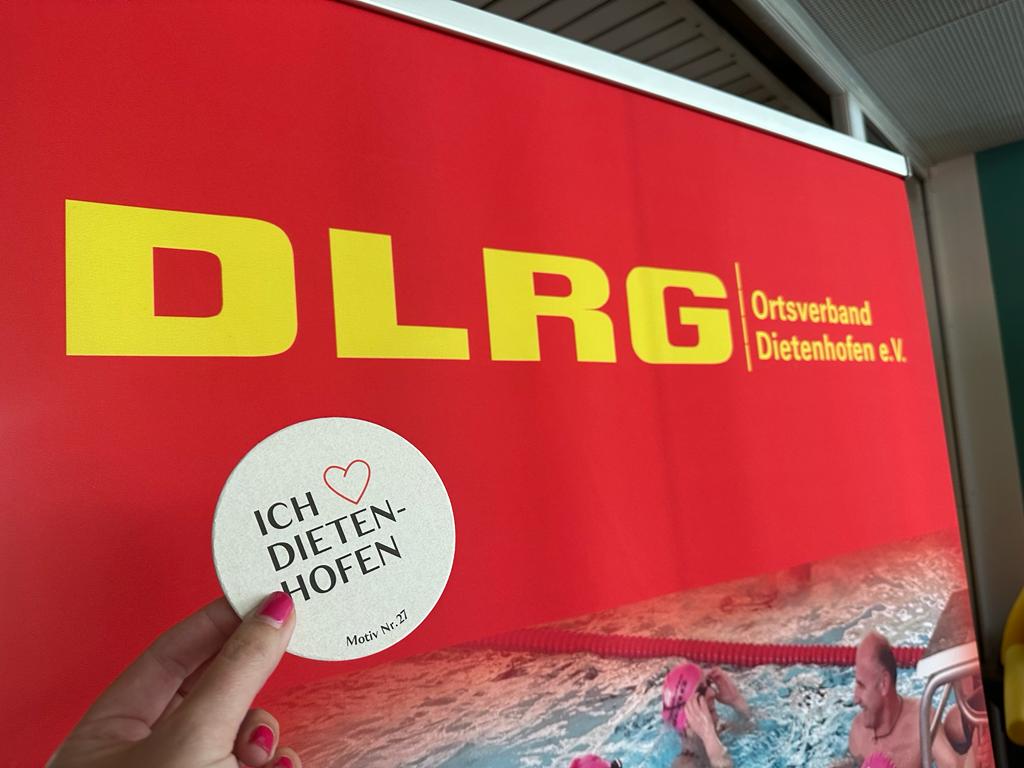 DLRG
Ortsverband
Dietenhofen e.V.
ICH
DIETEN-
HOFEN
Motiv Nr. 27